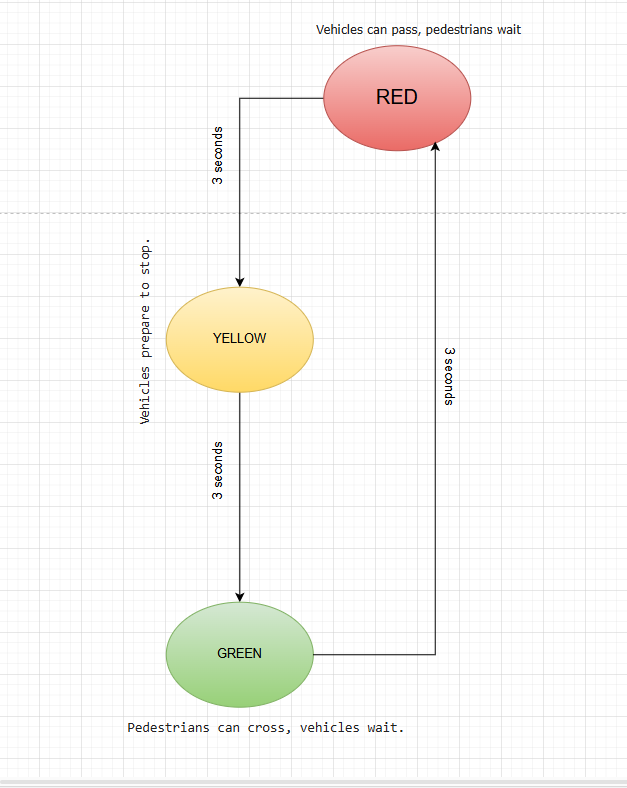 Vehicles can pass, pedestrians wait
RED
3 seconds
Vehicles prepare to stop.
YELLOW
3 seconds
3 seconds
GREEN
Pedestrians can cross, vehicles wait.